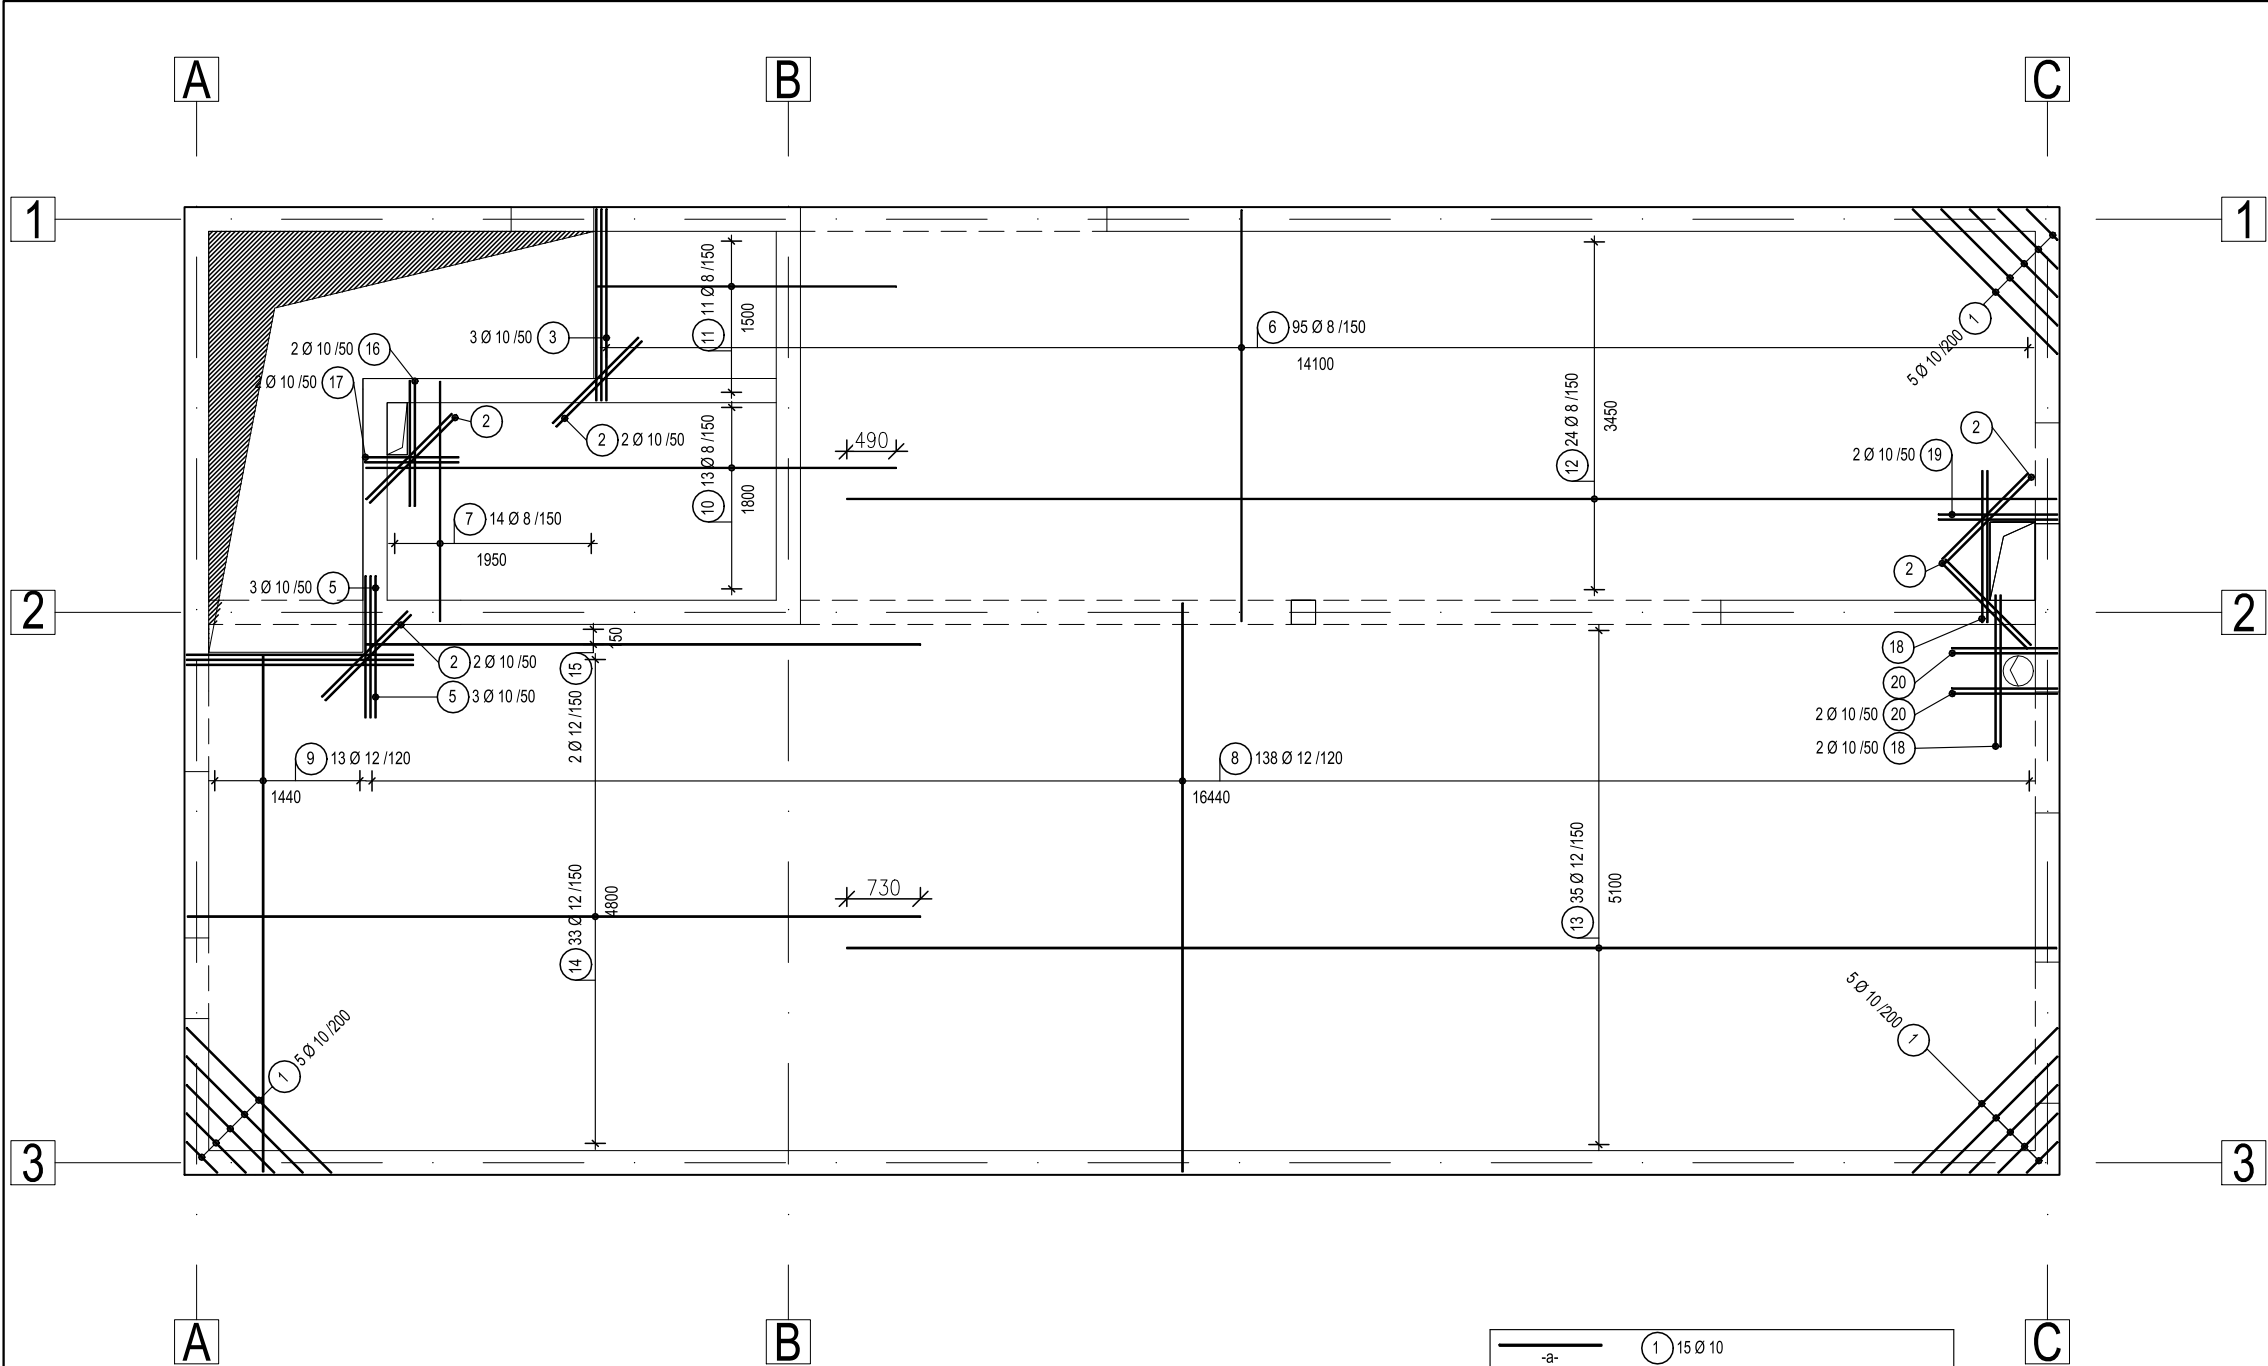 A
B
C
1
1
11 11 Ø 8 /150
1500
3 Ø 10 /50 3
6 95 Ø 8 /150
14100
5 Ø 10 /200 1
2 Ø 10 /50 16
2 Ø 10 /50 17
2
2 2 Ø 10 /50
10 13 Ø 8 /150
1800
490
12 24 Ø 8 /150
3450
2
2 Ø 10 /50 19
7 14 Ø 8 /150
1950
3 Ø 10 /50 5
2
2
2
2 2 Ø 10 /50
5 3 Ø 10 /50
15 2 Ø 12 /150
18
20
2 Ø 10 /50 20
2 Ø 10 /50 18
9 13 Ø 12 /120
1440
8 138 Ø 12 /120
16440
14 33 Ø 12 /150
4800
730
13 35 Ø 12 /150
5100
1 5 Ø 10 /200
5 Ø 10 /200 1
3
3
A
B
C
-a-
1 15 Ø 10